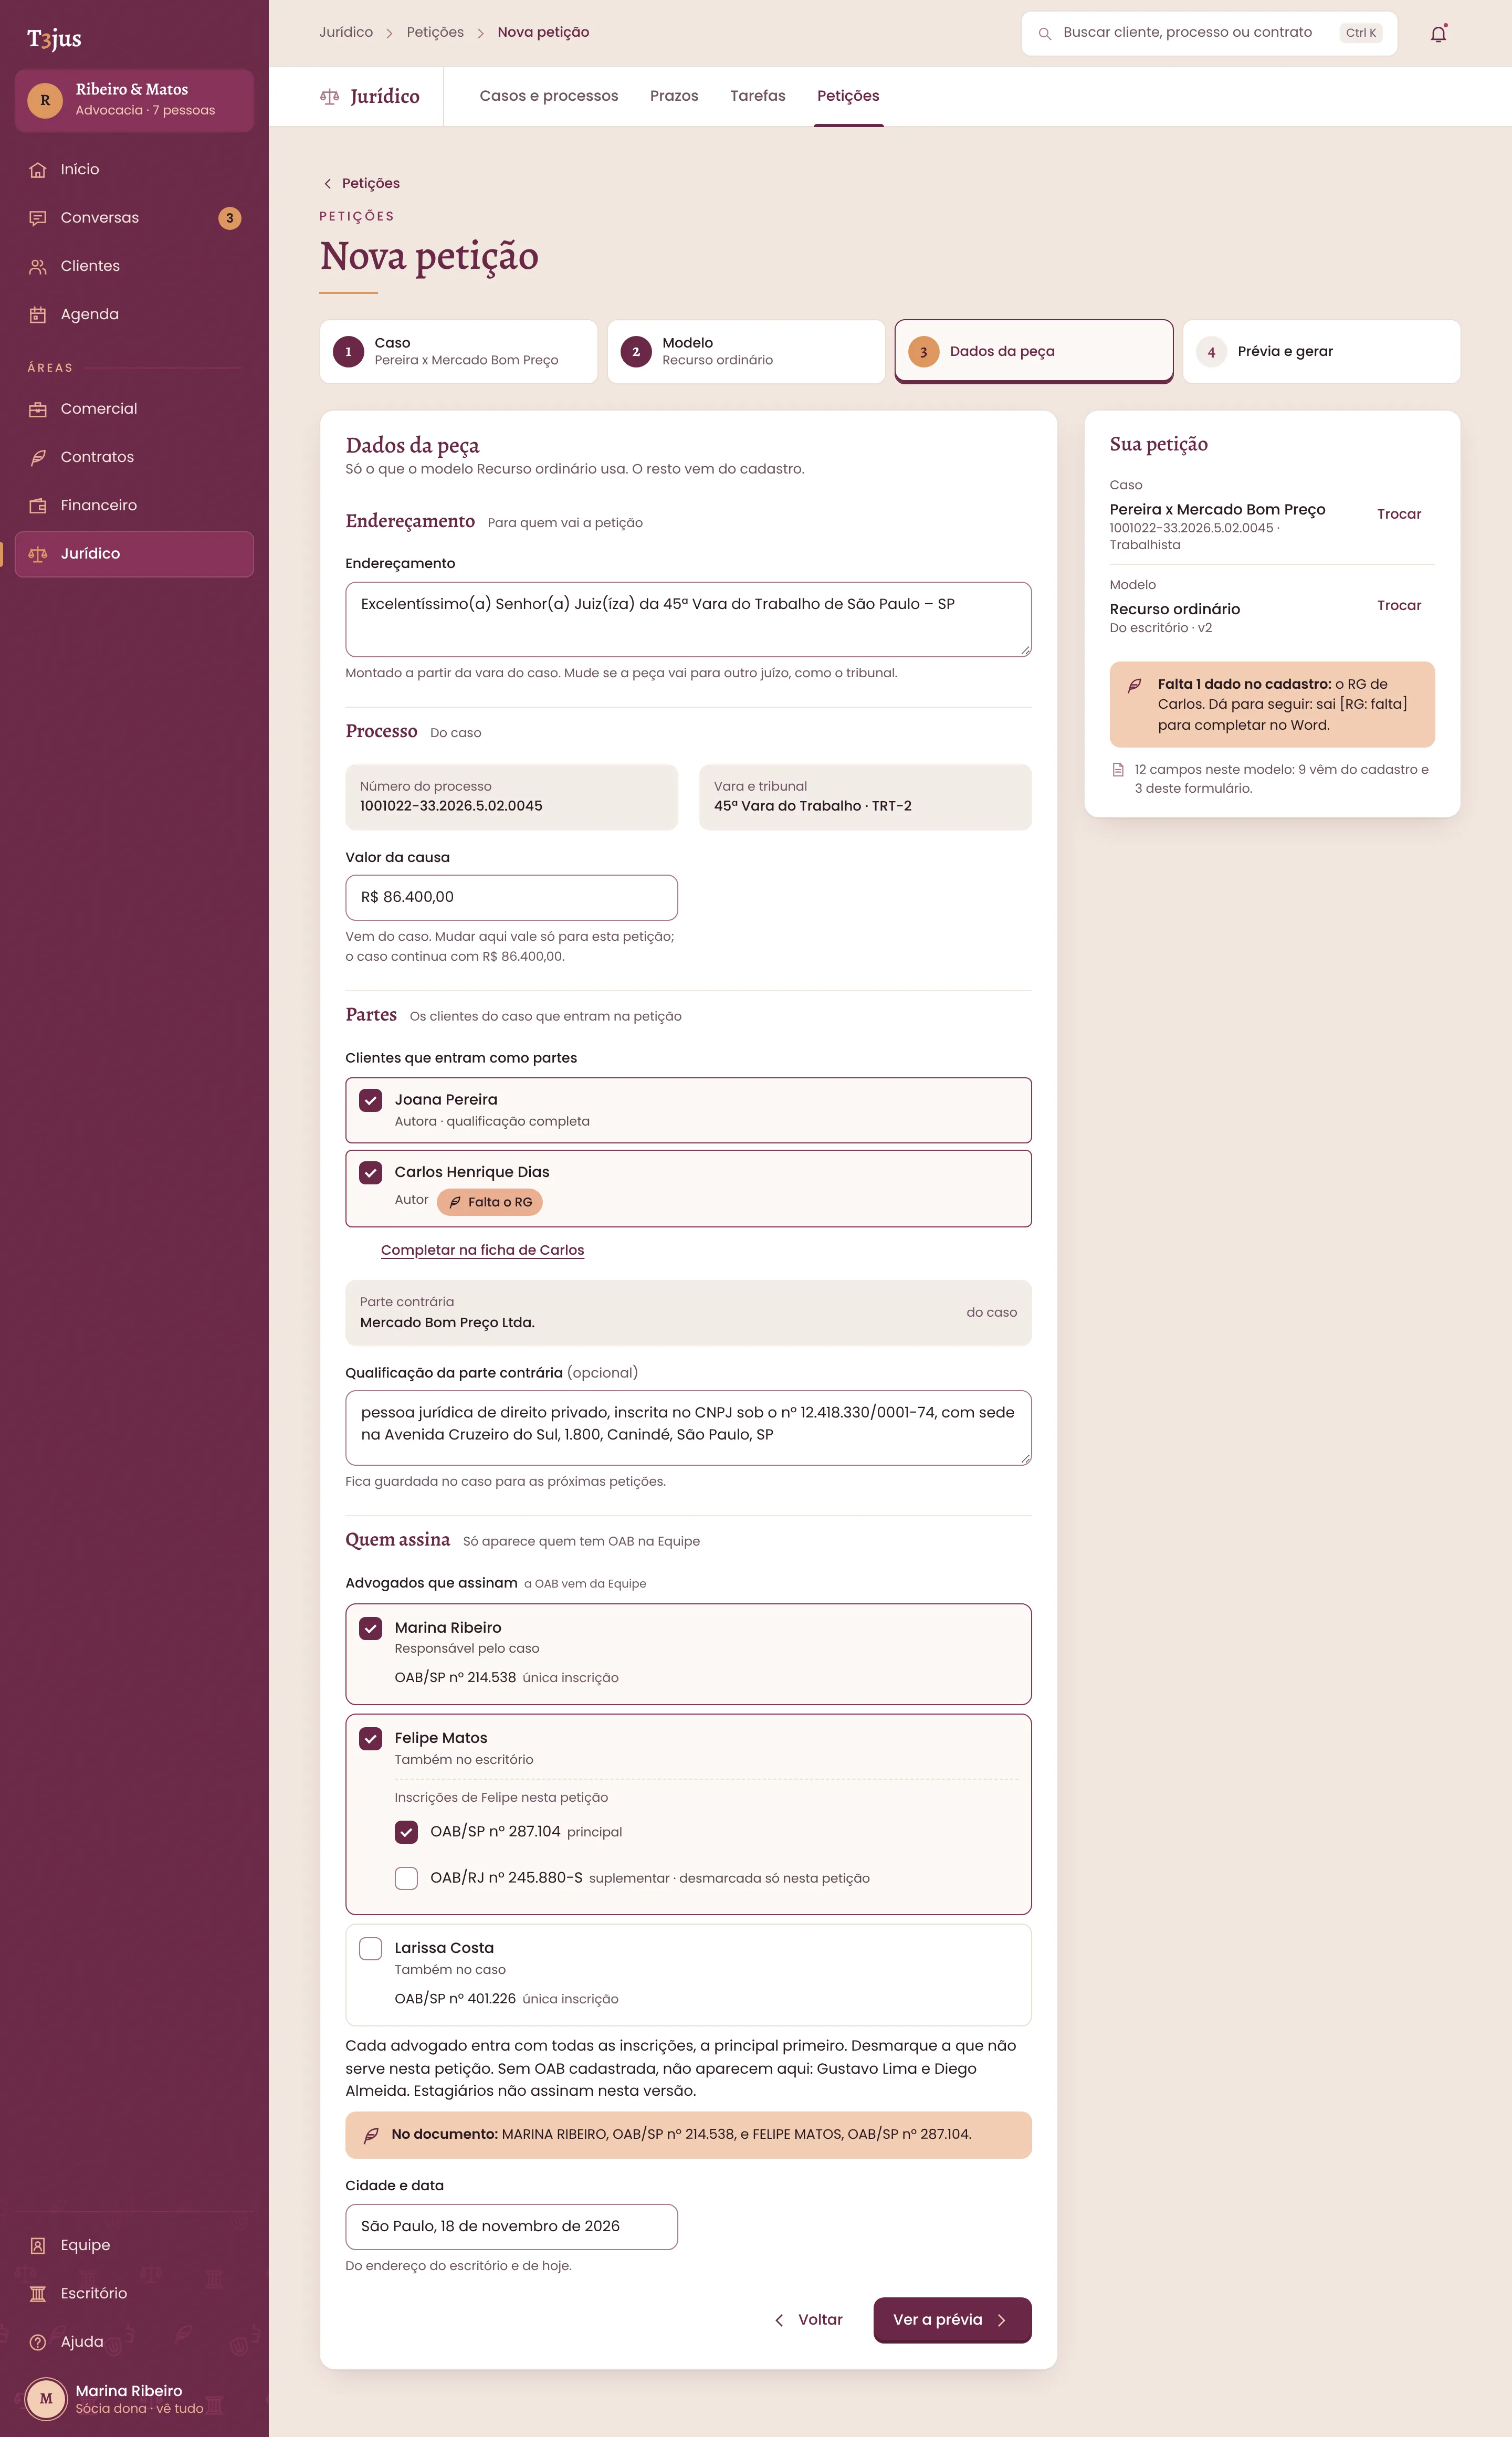 T3jus
R
Ribeiro & Matos
Advocacia · 7 pessoas
Início
Conversas
3
Clientes
Agenda
ÁREAS
Comercial
Contratos
Financeiro
Jurídico
Equipe
Escritório
Ajuda
M
Marina Ribeiro
Sócia dona · vê tudo
Jurídico
Petições
Nova petição
Buscar cliente, processo ou contrato
Ctrl K
Jurídico
Casos e processos
Prazos
Tarefas
Petições
Petições
PETIÇÕES
Nova petição
1
Caso
Pereira x Mercado Bom Preço
2
Modelo
Recurso ordinário
3
Dados da peça
4
Prévia e gerar
Dados da peça
Só o que o modelo Recurso ordinário usa. O resto vem do cadastro.
Endereçamento Para quem vai a petição
Endereçamento
Excelentíssimo(a) Senhor(a) Juiz(íza) da 45ª Vara do Trabalho de São Paulo – SP
Montado a partir da vara do caso. Mude se a peça vai para outro juízo, como o tribunal.
Processo Do caso
Número do processo
1001022-33.2026.5.02.0045
Vara e tribunal
45ª Vara do Trabalho · TRT-2
Valor da causa
R$ 86.400,00
Vem do caso. Mudar aqui vale só para esta petição;
o caso continua com R$ 86.400,00.
Partes Os clientes do caso que entram na petição
Clientes que entram como partes
Joana Pereira
Autora · qualificação completa
Carlos Henrique Dias
Autor Falta o RG
Completar na ficha de Carlos
Parte contrária
Mercado Bom Preço Ltda.
do caso
Qualificação da parte contrária (opcional)
pessoa jurídica de direito privado, inscrita no CNPJ sob o nº 12.418.330/0001-74, com sede
na Avenida Cruzeiro do Sul, 1.800, Canindé, São Paulo, SP
Fica guardada no caso para as próximas petições.
Quem assina Só aparece quem tem OAB na Equipe
Advogados que assinam a OAB vem da Equipe
Marina Ribeiro
Responsável pelo caso
OAB/SP nº 214.538 única inscrição
Felipe Matos
Também no escritório
Inscrições de Felipe nesta petição
OAB/SP nº 287.104 principal
OAB/RJ nº 245.880-S suplementar · desmarcada só nesta petição
Larissa Costa
Também no caso
OAB/SP nº 401.226 única inscrição
Cada advogado entra com todas as inscrições, a principal primeiro. Desmarque a que não
serve nesta petição. Sem OAB cadastrada, não aparecem aqui: Gustavo Lima e Diego
Almeida. Estagiários não assinam nesta versão.
No documento: MARINA RIBEIRO, OAB/SP nº 214.538, e FELIPE MATOS, OAB/SP nº 287.104.
Cidade e data
São Paulo, 18 de novembro de 2026
Do endereço do escritório e de hoje.
Voltar
Ver a prévia
Sua petição
Caso
Pereira x Mercado Bom Preço
1001022-33.2026.5.02.0045 ·
Trabalhista
Trocar
Modelo
Recurso ordinário
Do escritório · v2
Trocar
Falta 1 dado no cadastro: o RG de
Carlos. Dá para seguir: sai [RG: falta]
para completar no Word.
12 campos neste modelo: 9 vêm do cadastro e
3 deste formulário.